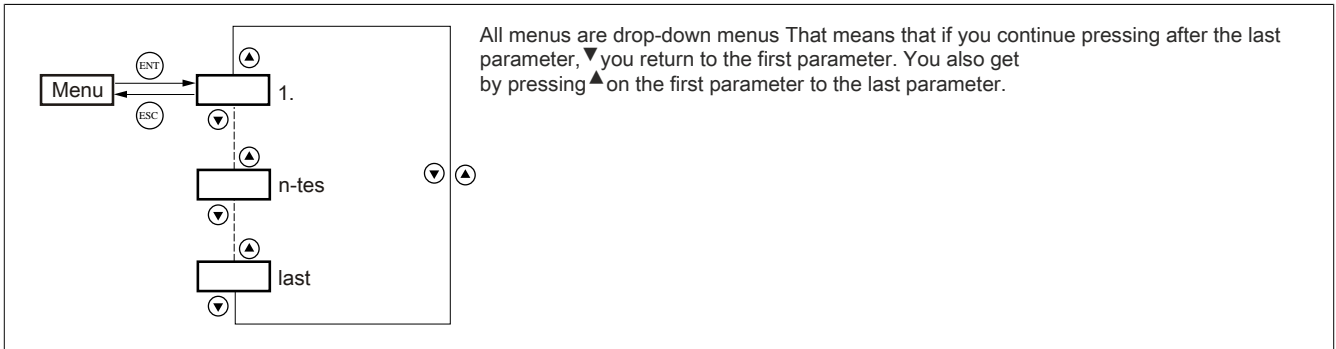 All menus are drop-down menus That means that if you continue pressing after the last
parameter, ▼ you return to the first parameter. You also get
by pressing ▲ on the first parameter to the last parameter.
ENT
Menu
1.
ESC
n-tes
last